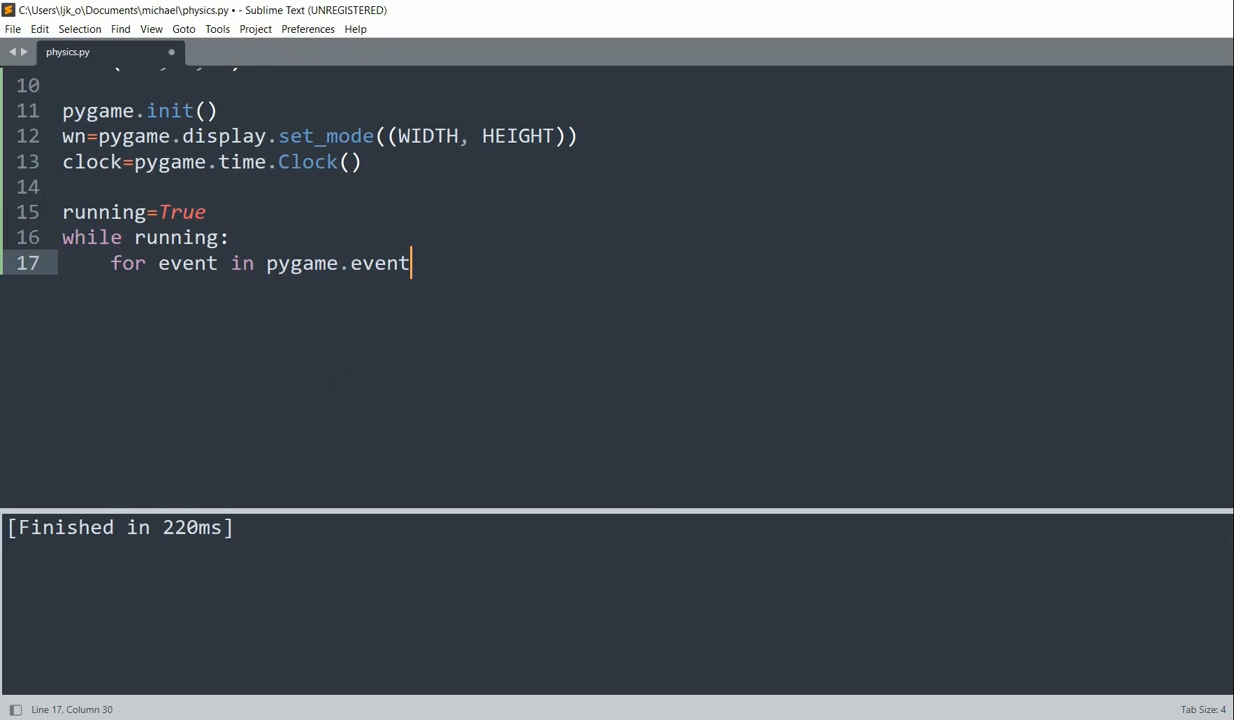 C:\Users\ljk_o\Documents\michael\physics.py • - Sublime Text (UNREGISTERED)
File Edit Selection Find View Goto Tools Project Preferences Help
physics.py
10
11 pygame.init()
12 wn=pygame.display.set_mode((WIDTH, HEIGHT))
13 clock=pygame.time.Clock()
14
15 running=True
16 while running:
17 for event in pygame.event
[Finished in 220ms]
Line 17, Column 30 Tab Size: 4